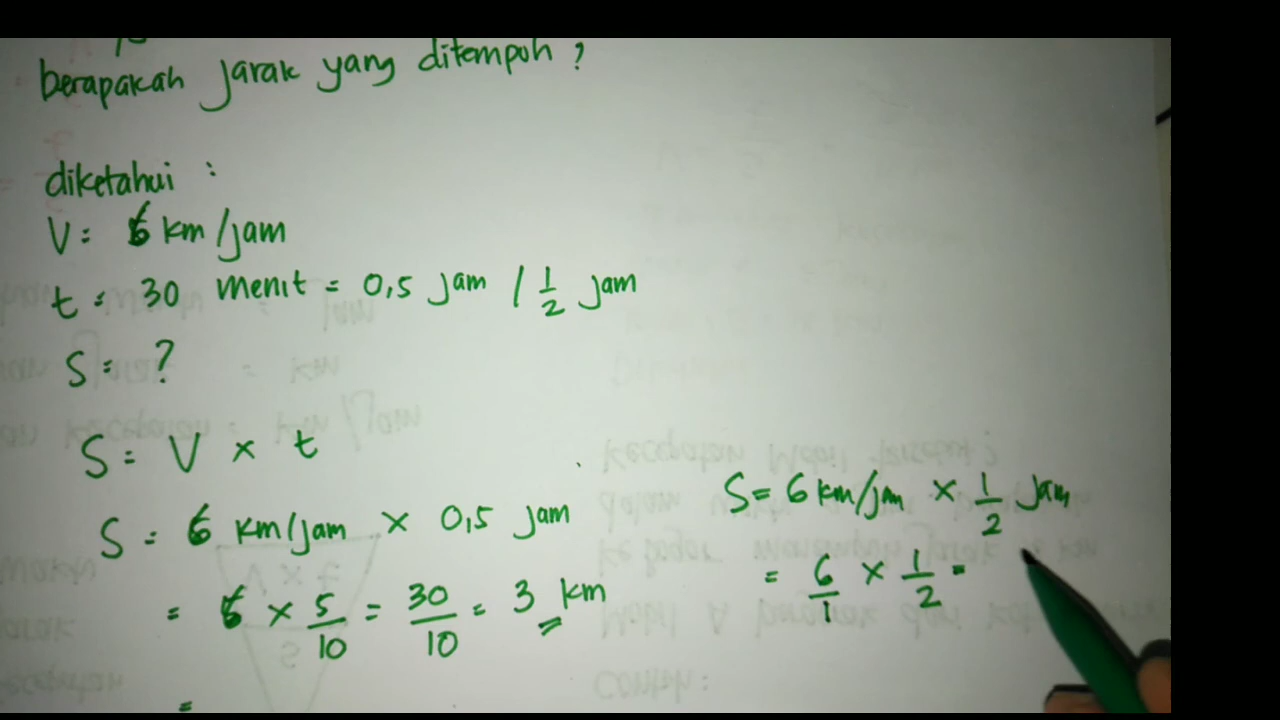 berapakah jarak yang ditempuh ?
diketahui :
V = 6 km/jam
t = 30 menit = 0,5 jam / 1/2 jam
S = ?
S = V × t
S = 6 km/jam × 0,5 jam
= 6 × 5/10 = 30/10 = 3 km
=
S = 6 km/jm × 1/2 Jam
= 6/1 × 1/2 =